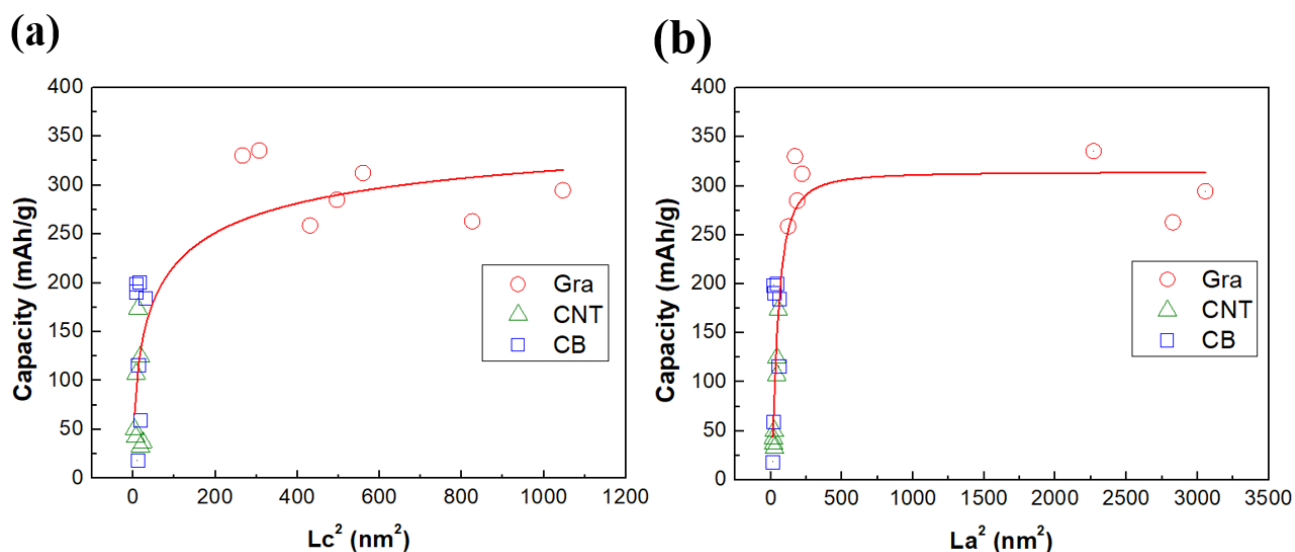 (a)
400
350
300
250
200
150
100
50
0
Capacity (mAh/g)
Gra
CNT
CB
0 200 400 600 800 1000 1200
Lc² (nm²)
(b)
400
350
300
250
200
150
100
50
0
Capacity (mAh/g)
Gra
CNT
CB
0 500 1000 1500 2000 2500 3000 3500
La² (nm²)